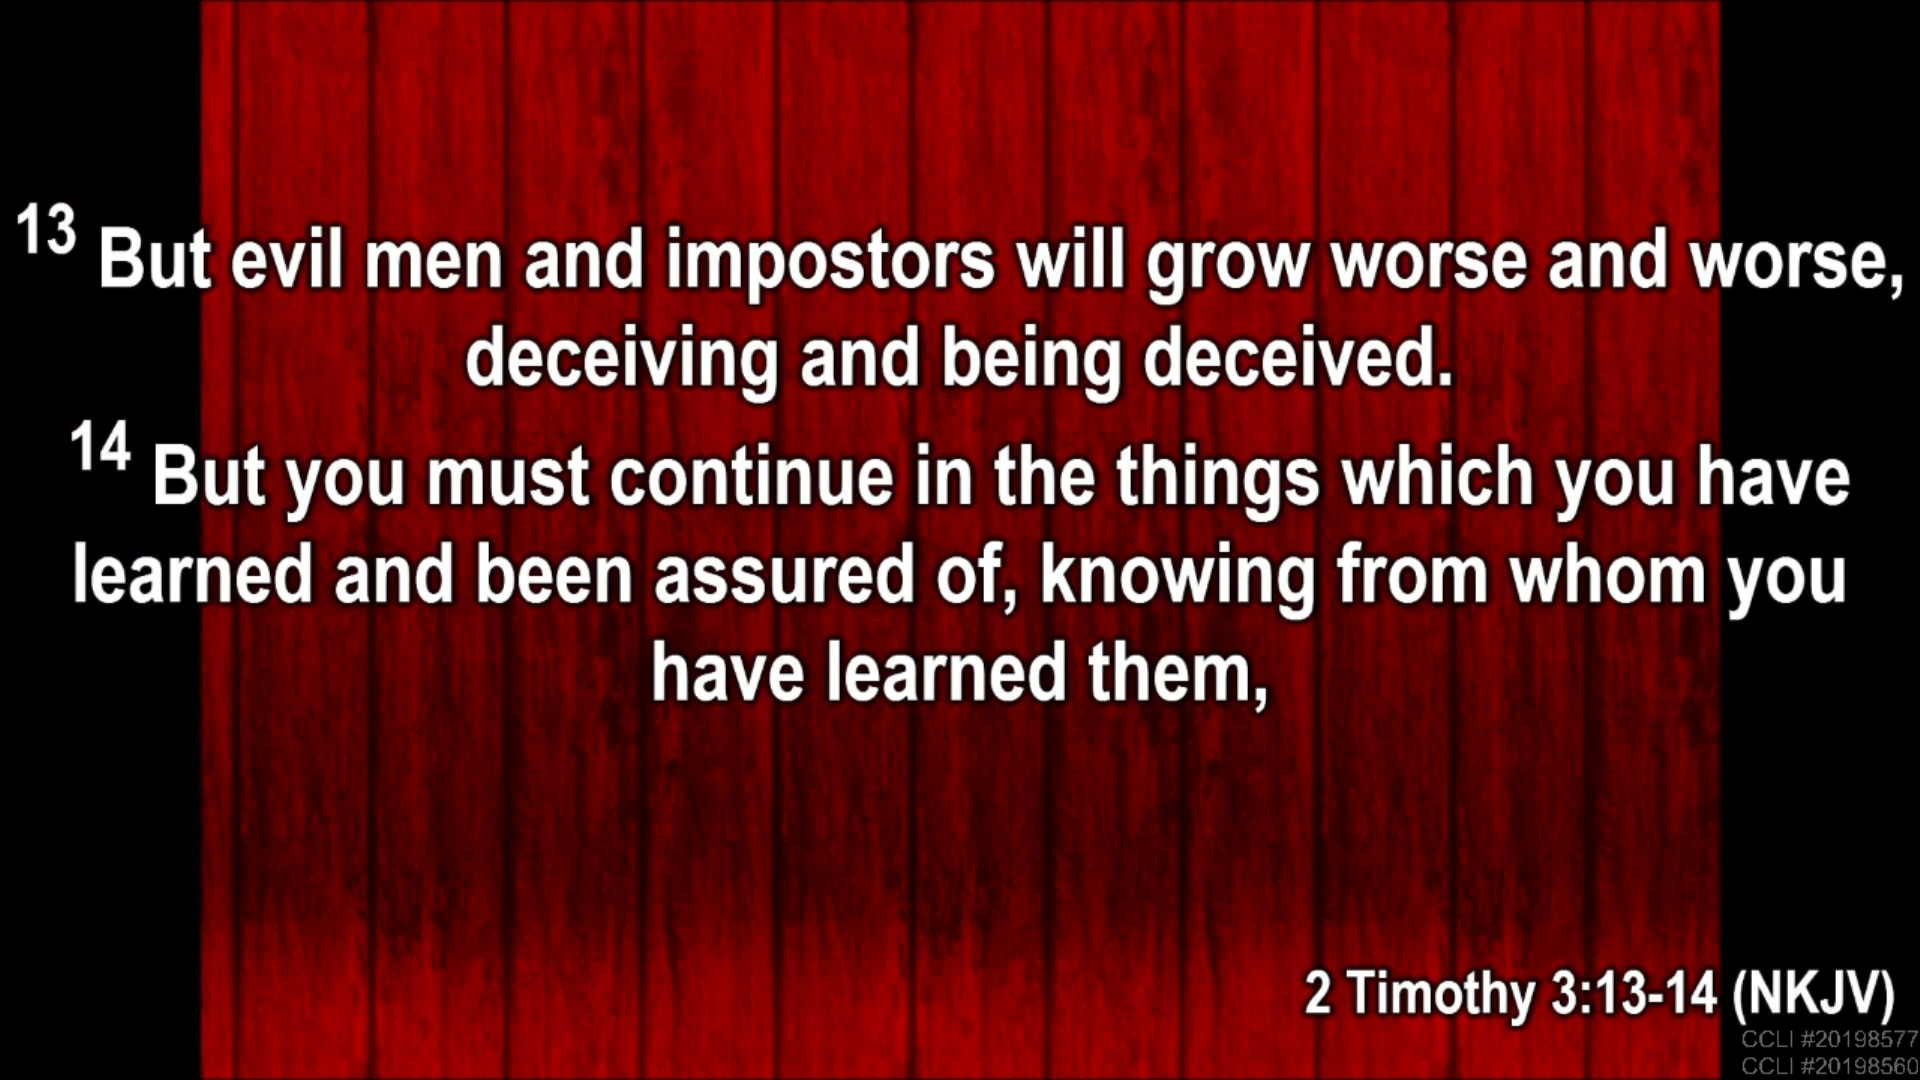 13 But evil men and impostors will grow worse and worse,
deceiving and being deceived.
14 But you must continue in the things which you have
learned and been assured of, knowing from whom you
have learned them,
2 Timothy 3:13-14 (NKJV)
CCLI #20198577
CCLI #20198560